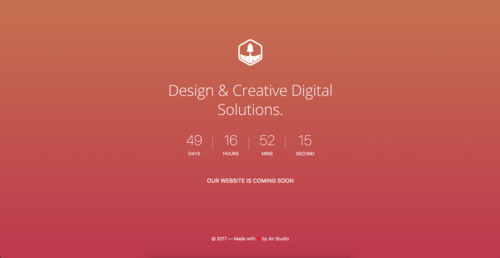 Design & Creative Digital
Solutions.
49 16 52 15
DAYS HOURS MINS SECOND
OUR WEBSITE IS COMING SOON
© 2017 — Made with ♥ by Air Studio